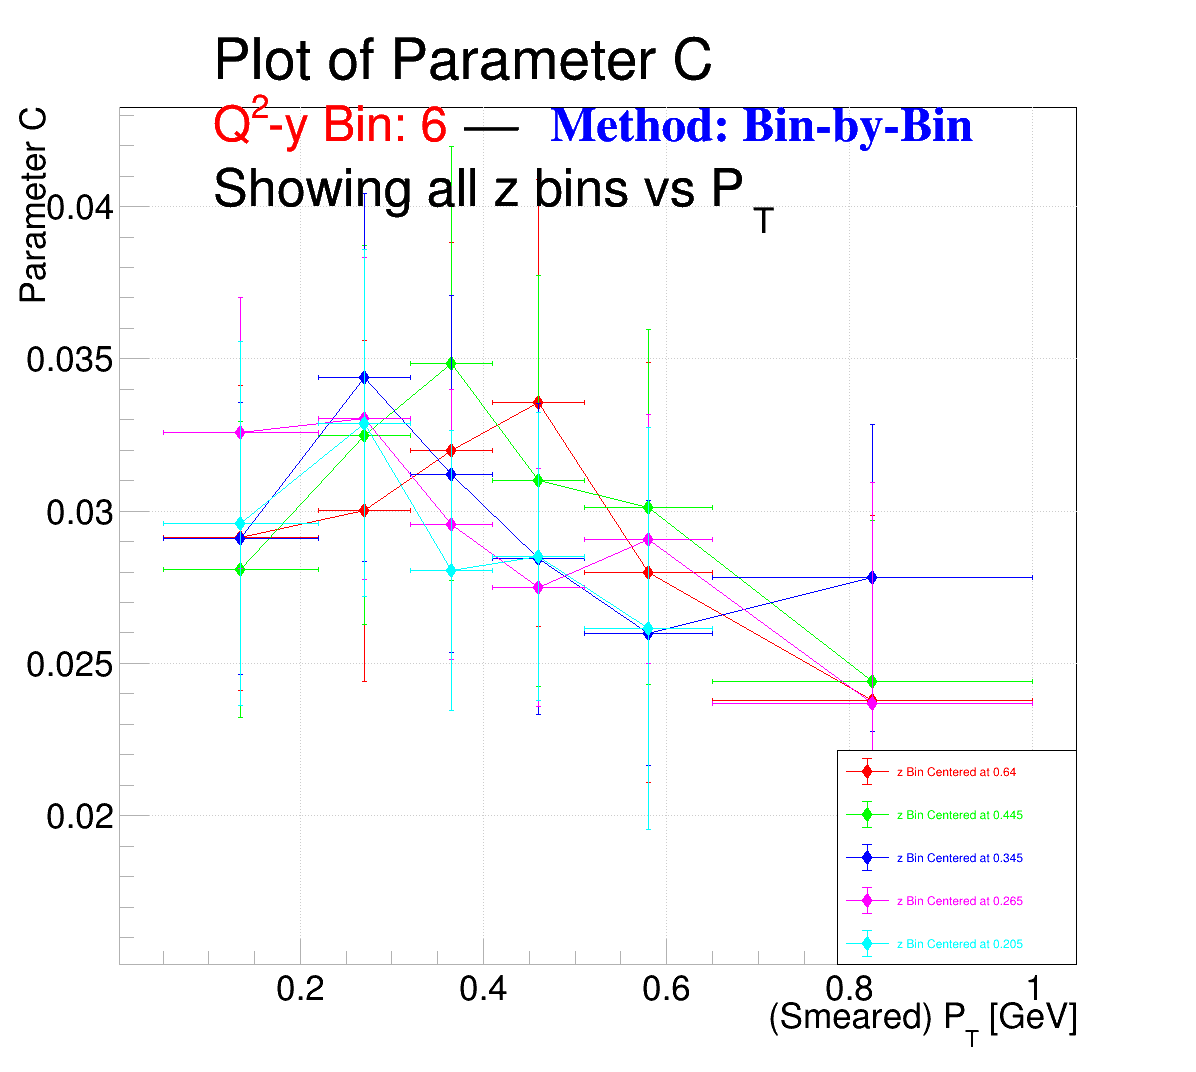 Plot of Parameter C
Q²-y Bin: 6 — Method: Bin-by-Bin
Showing all z bins vs P_T
Parameter C
0.04
0.035
0.03
0.025
0.02
z Bin Centered at 0.64
z Bin Centered at 0.445
z Bin Centered at 0.345
z Bin Centered at 0.265
z Bin Centered at 0.205
0.2 0.4 0.6 0.8 1
(Smeared) P_T [GeV]